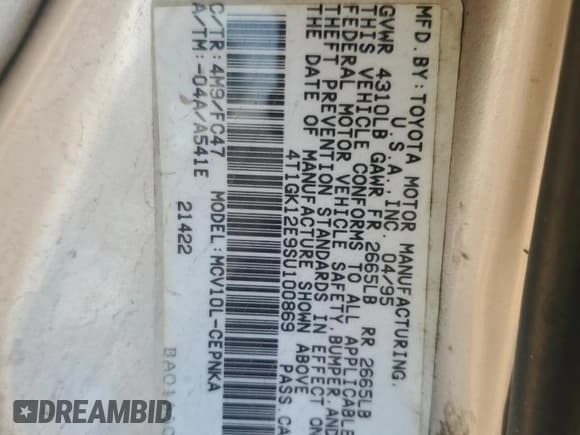 MFD. BY: TOYOTA MOTOR MANUFACTURING.
U.S.A., INC. 04/95
GVWR 4310LB GAWR FR 2665LB RR 2665LB
THIS VEHICLE CONFORMS TO ALL APPLICABLE
FEDERAL MOTOR VEHICLE SAFETY, BUMPER, AND
THEFT PREVENTION STANDARDS IN EFFECT ON
THE DATE OF MANUFACTURE SHOWN ABOVE
4T1GK12E9SU100869 PASS.CA
C/TR:4M9/FC47 MODEL:MCV10L-CEPNKA
A/TM:-04A/A541E 21422
DREAMBID